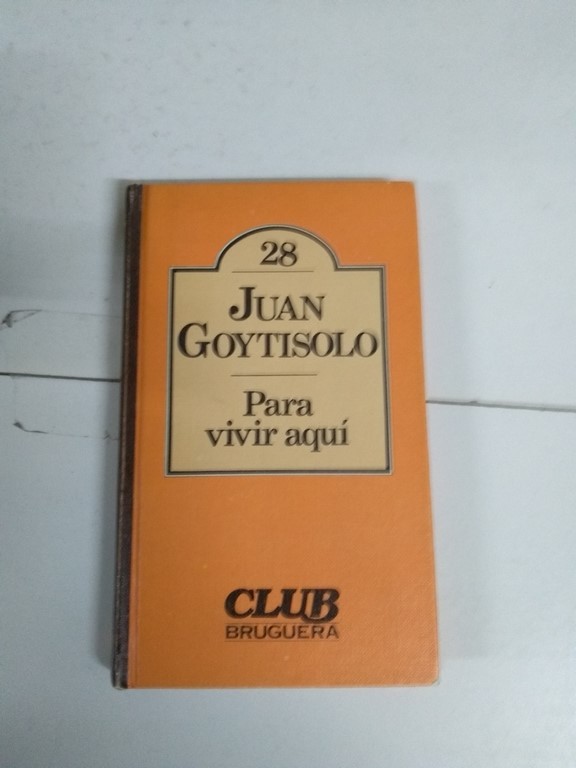 28
JUAN
GOYTISOLO
Para
vivir aquí
CLUB
BRUGUERA